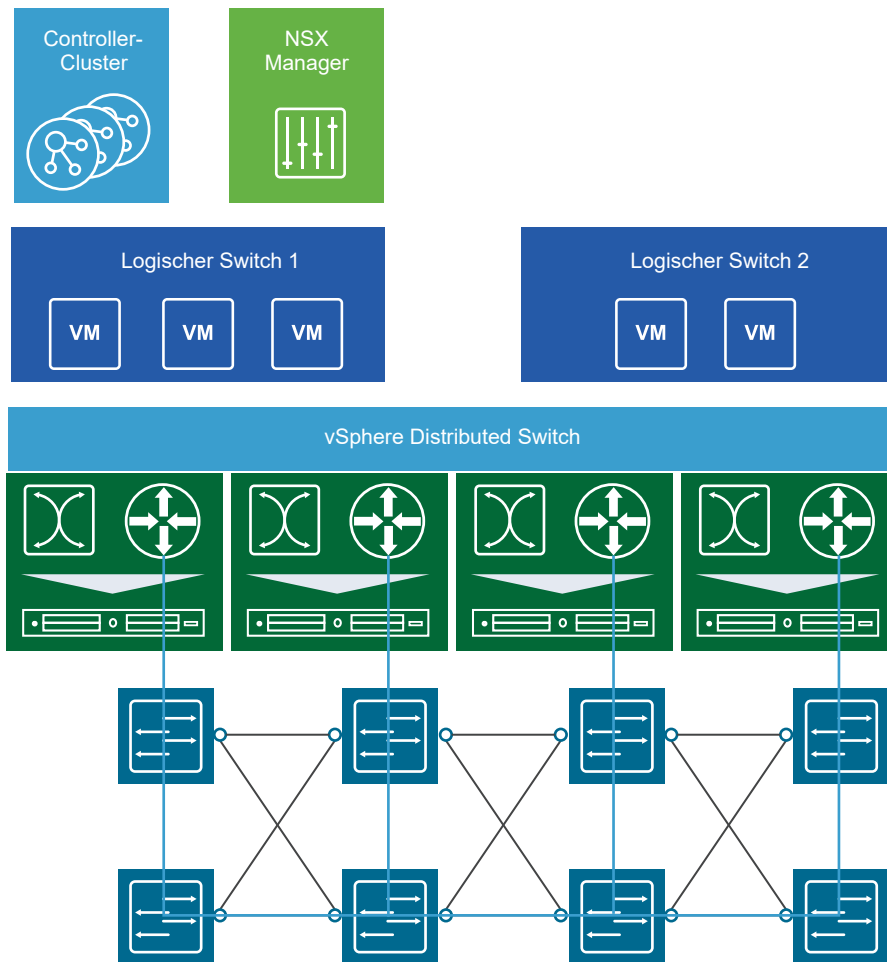 Controller-
Cluster
NSX
Manager
Logischer Switch 1
VM
VM
VM
Logischer Switch 2
VM
VM
vSphere Distributed Switch